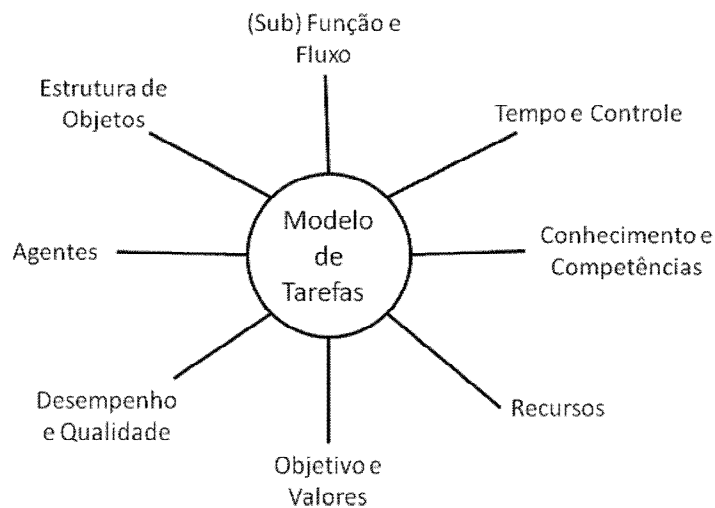 (Sub) Função e
Fluxo
Estrutura de
Objetos
Tempo e Controle
Modelo
de
Tarefas
Agentes
Conhecimento e
Competências
Desempenho
e Qualidade
Recursos
Objetivo e
Valores